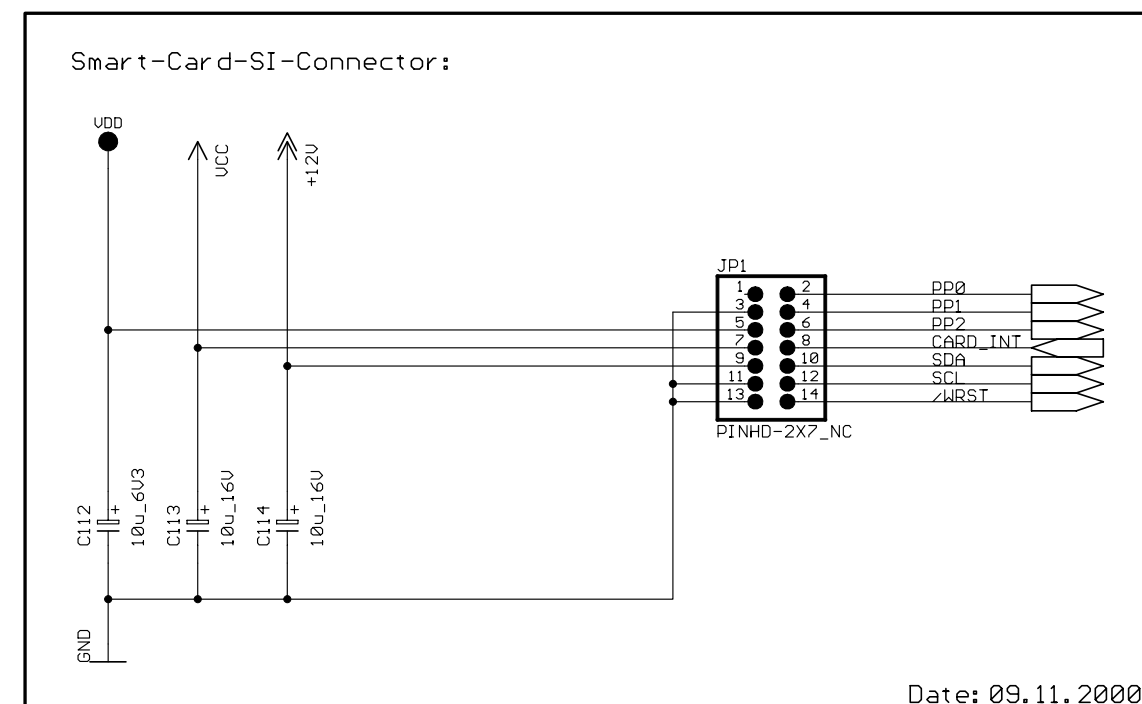 Smart-Card-SI-Connector:
VDD
VCC
+12V
JP1
1 2 PP0
3 4 PP1
5 6 PP2
7 8 CARD_INT
9 10 SDA
11 12 SCL
13 14 /WRST
PINHD-2X7_NC
C112 + 10u_6V3
C113 + 10u_16V
C114 + 10u_16V
GND
Date: 09.11.2000